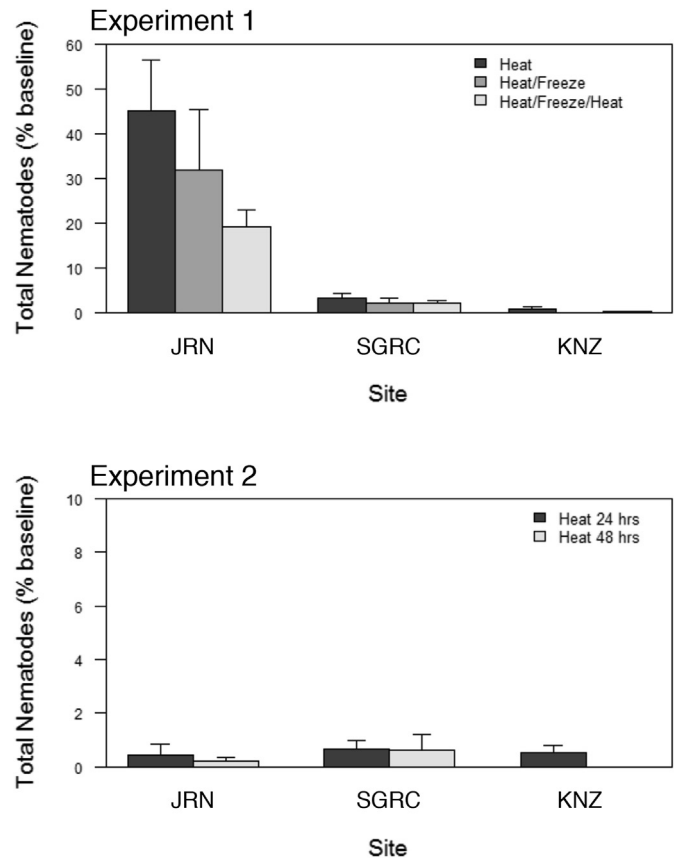 Experiment 1
Total Nematodes (% baseline)
60
50
40
30
20
10
0
Heat
Heat/Freeze
Heat/Freeze/Heat
JRN SGRC KNZ
Site
Experiment 2
Total Nematodes (% baseline)
10
8
6
4
2
0
Heat 24 hrs
Heat 48 hrs
JRN SGRC KNZ
Site